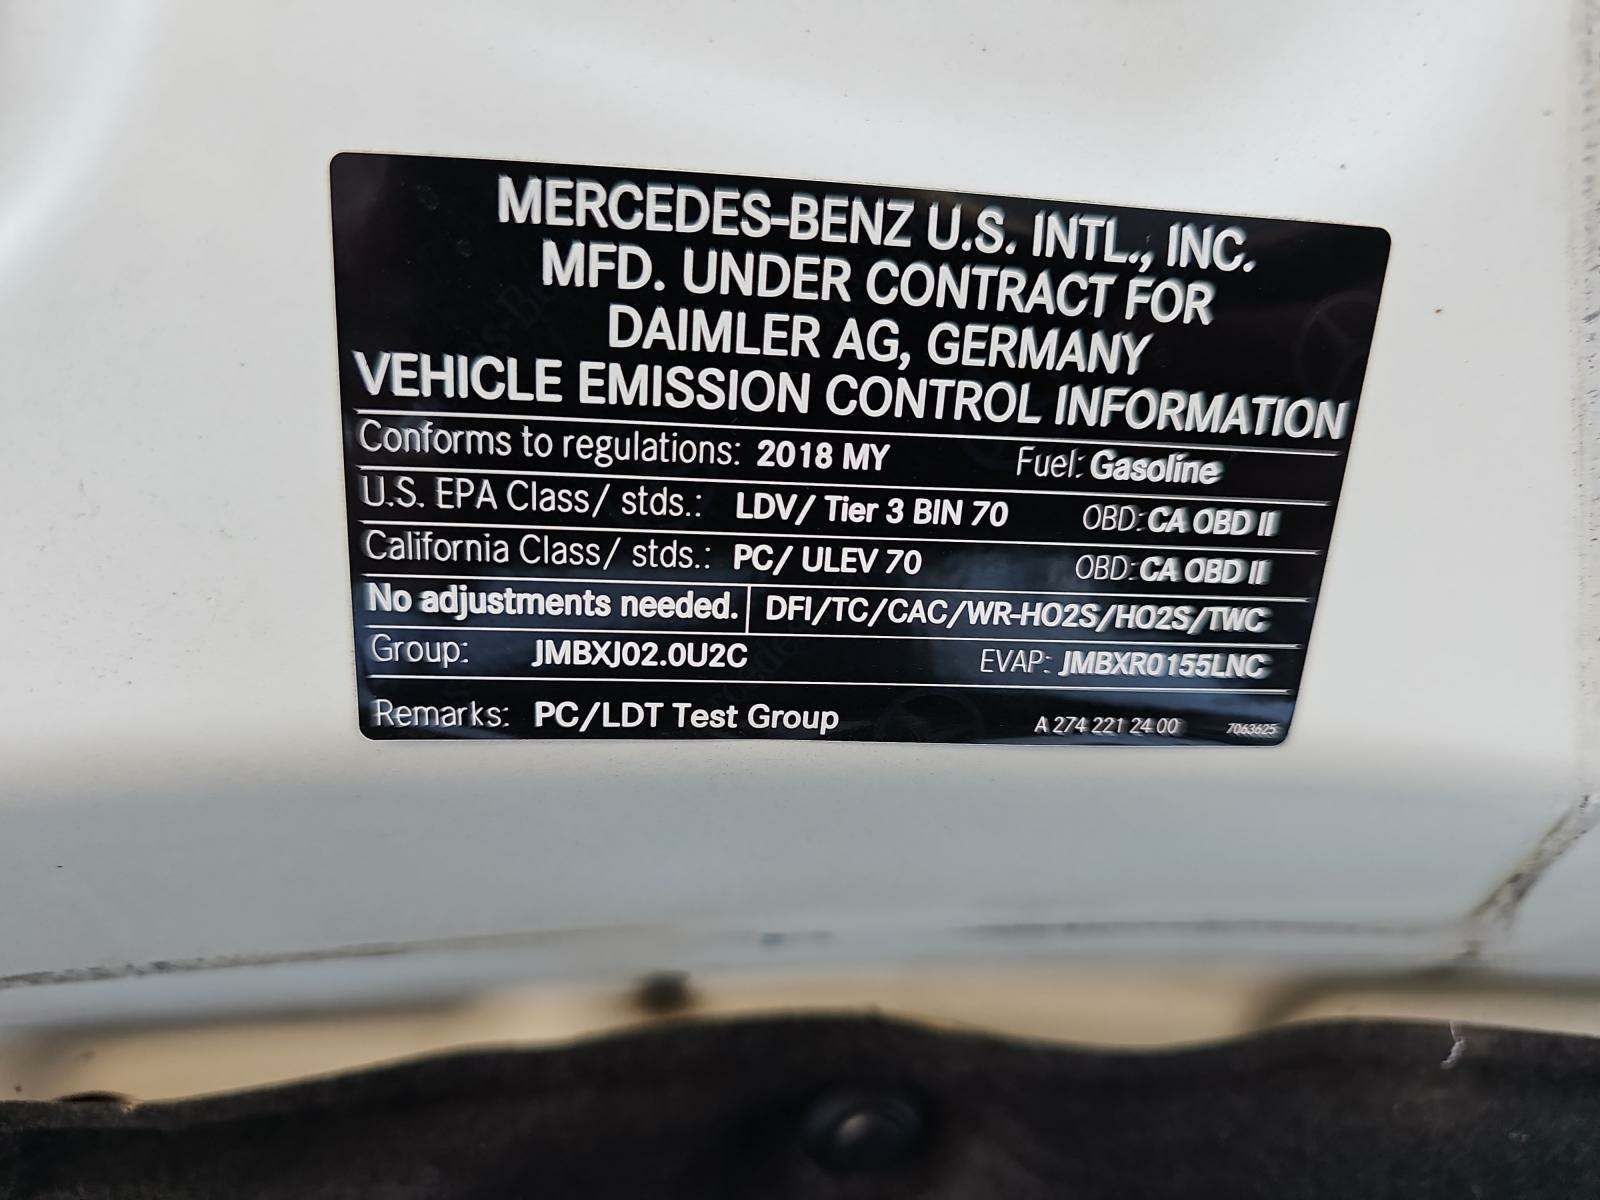 MERCEDES-BENZ U.S. INTL., INC.
MFD. UNDER CONTRACT FOR
DAIMLER AG, GERMANY
VEHICLE EMISSION CONTROL INFORMATION
Conforms to regulations: 2018 MY Fuel: Gasoline
U.S. EPA Class/ stds.: LDV/ Tier 3 BIN 70 OBD: CA OBD II
California Class/ stds.: PC/ ULEV 70 OBD: CA OBD II
No adjustments needed. DFI/TC/CAC/WR-HO2S/HO2S/TWC
Group: JMBXJ02.0U2C EVAP: JMBXR0155LNC
Remarks: PC/LDT Test Group A 274 221 24 00 7063625